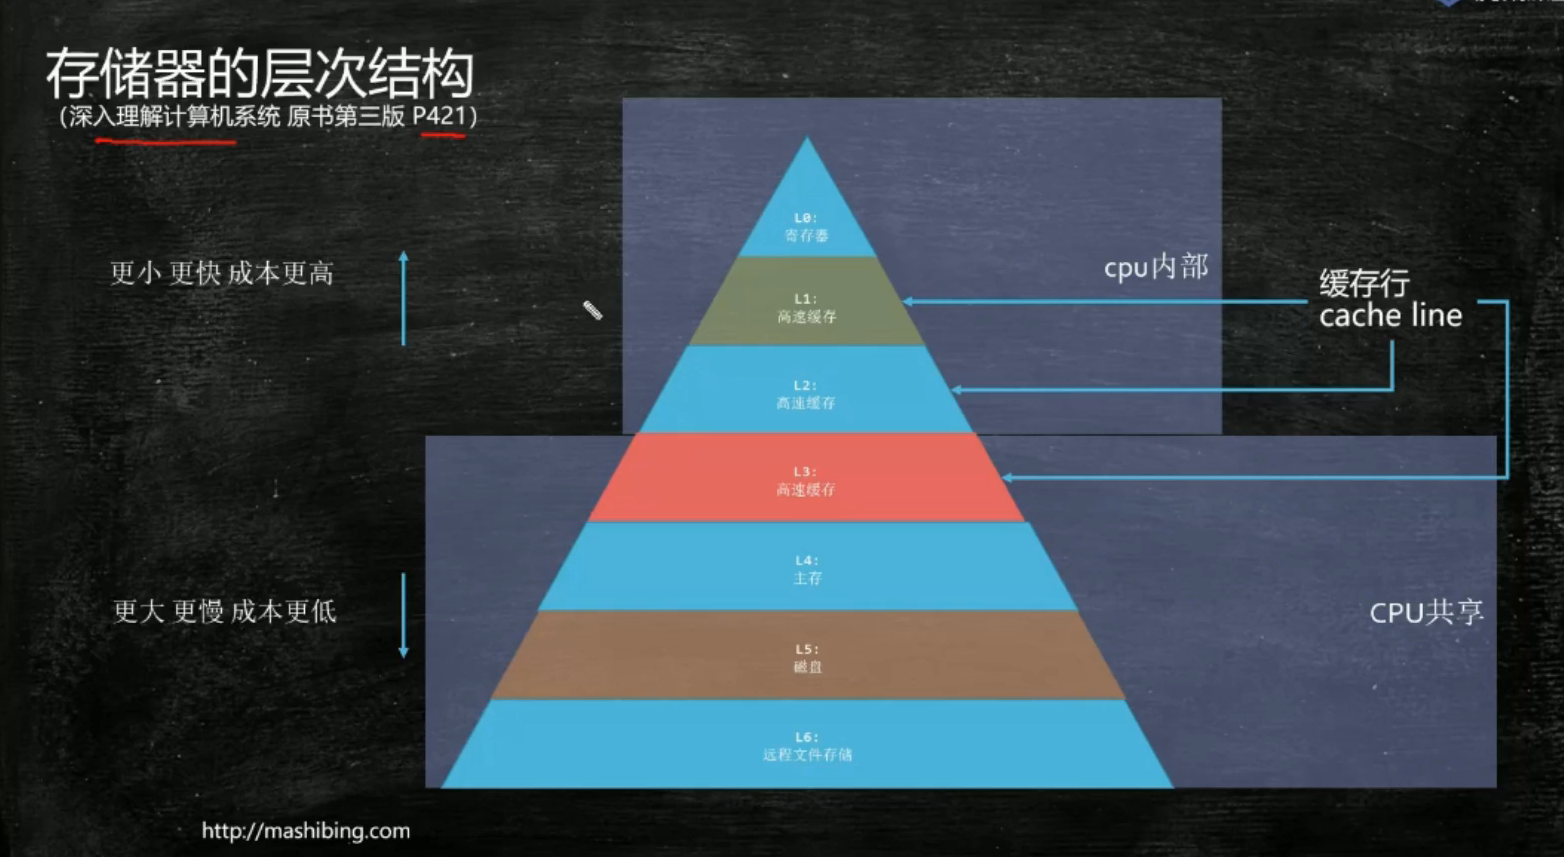 存储器的层次结构
(深入理解计算机系统 原书第三版 P421)
更小 更快 成本更高
更大 更慢 成本更低
L0:
寄存器
L1:
高速缓存
L2:
高速缓存
L3:
高速缓存
L4:
主存
L5:
磁盘
L6:
远程文件存储
cpu内部
缓存行
cache line
CPU共享
http://mashibing.com